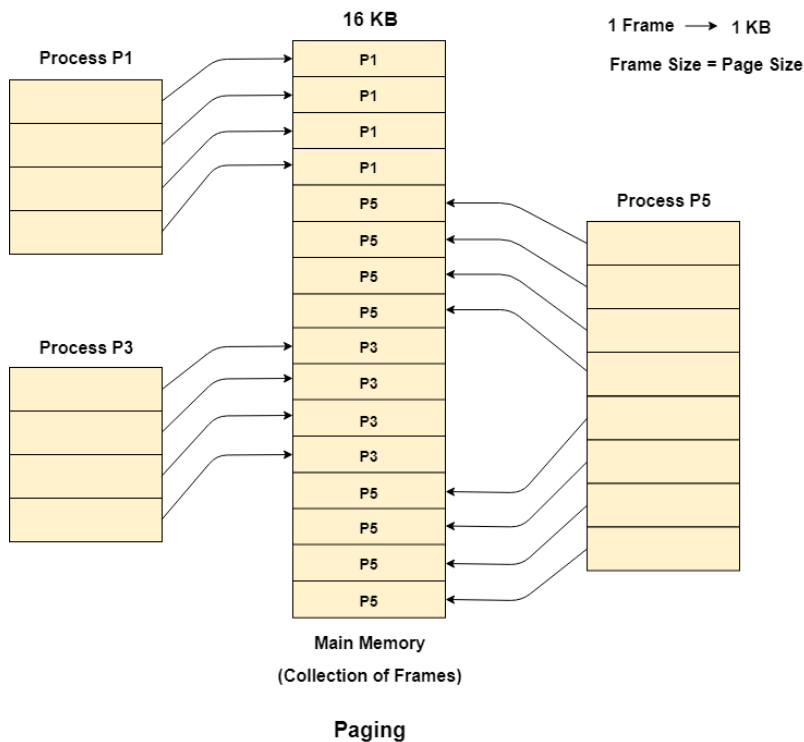 16 KB
1 Frame → 1 KB
Frame Size = Page Size
Process P1
P1
P1
P1
P1
P5
P5
P5
P5
P3
P3
P3
P3
P5
P5
P5
P5
Process P5
Process P3
Main Memory
(Collection of Frames)
Paging